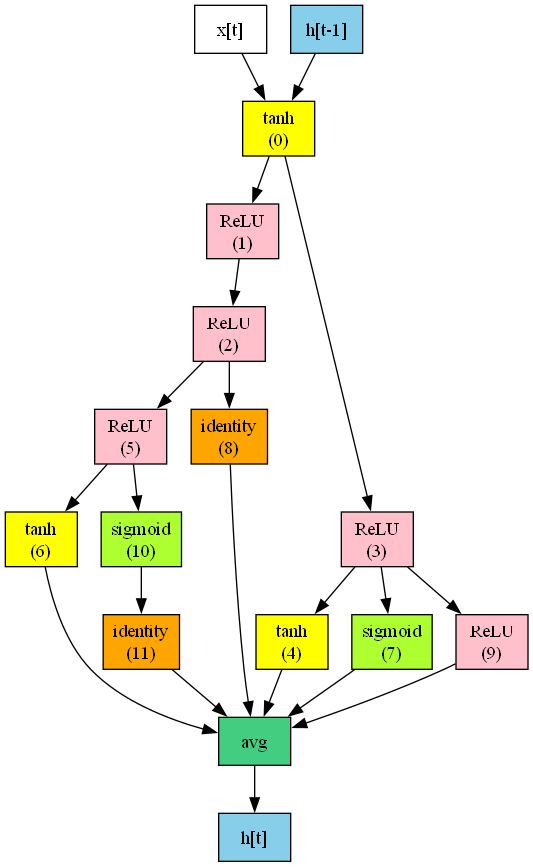 x[t]
h[t-1]
tanh
(0)
ReLU
(1)
ReLU
(2)
ReLU
(5)
identity
(8)
tanh
(6)
sigmoid
(10)
ReLU
(3)
identity
(11)
tanh
(4)
sigmoid
(7)
ReLU
(9)
avg
h[t]